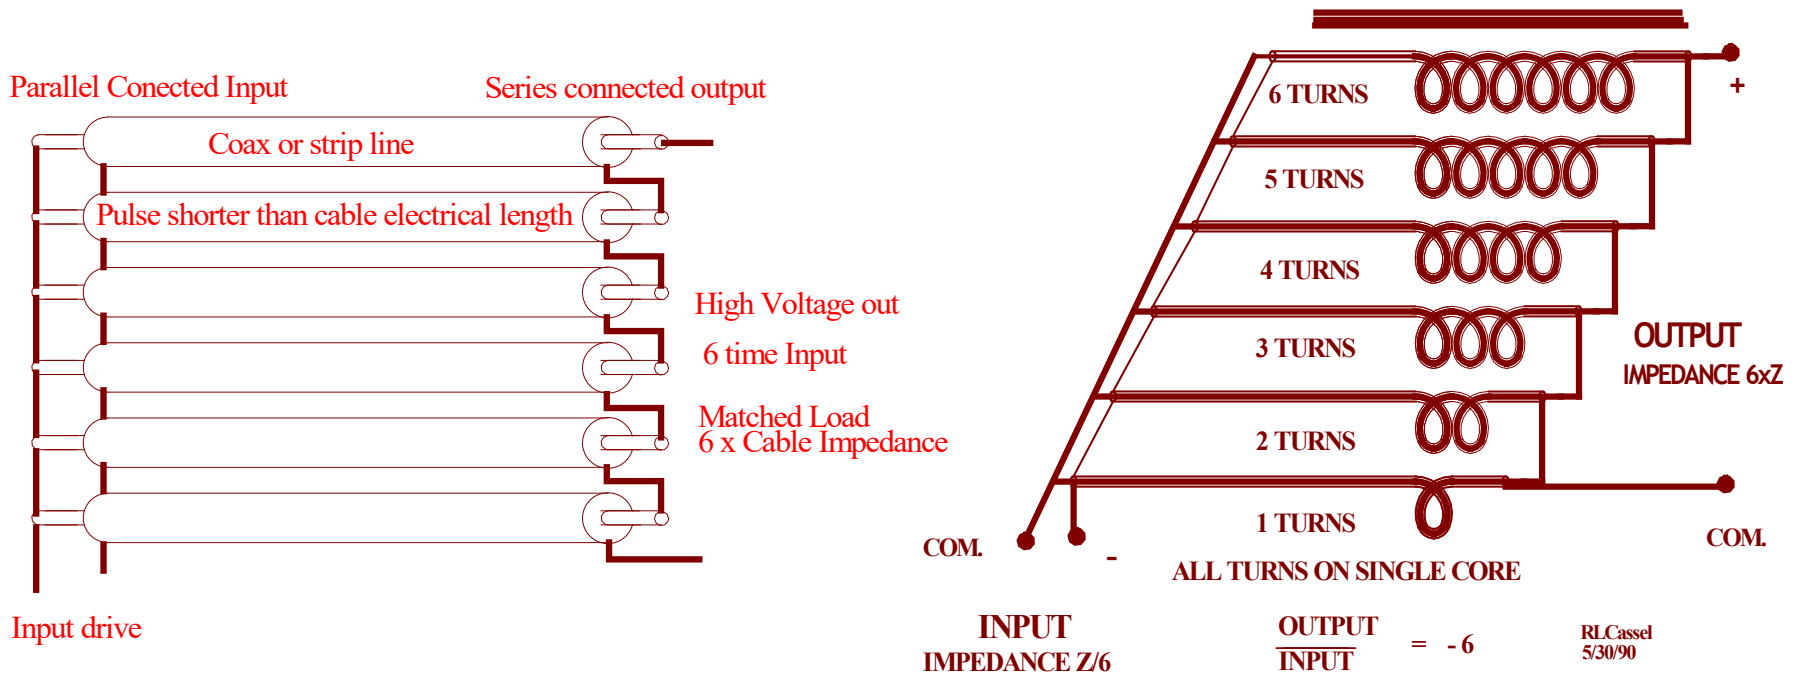 Parallel Conected Input
Series connected output
Coax or strip line
Pulse shorter than cable electrical length
High Voltage out
6 time Input
Matched Load
6 x Cable Impedance
Input drive
+
6 TURNS
5 TURNS
4 TURNS
3 TURNS
2 TURNS
1 TURNS
OUTPUT
IMPEDANCE 6xZ
COM.
-
COM.
ALL TURNS ON SINGLE CORE
INPUT
IMPEDANCE Z/6
OUTPUT
INPUT
= - 6
RLCassel
5/30/90